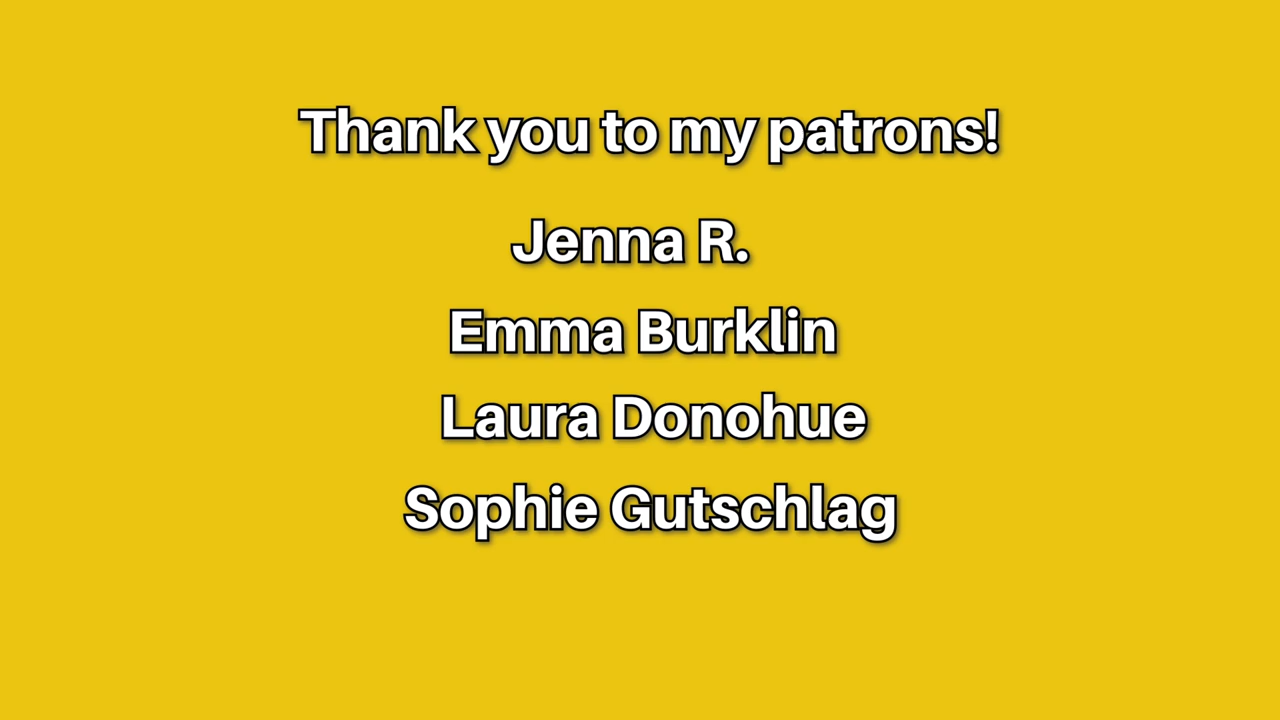 Thank you to my patrons!
Jenna R.
Emma Burklin
Laura Donohue
Sophie Gutschlag